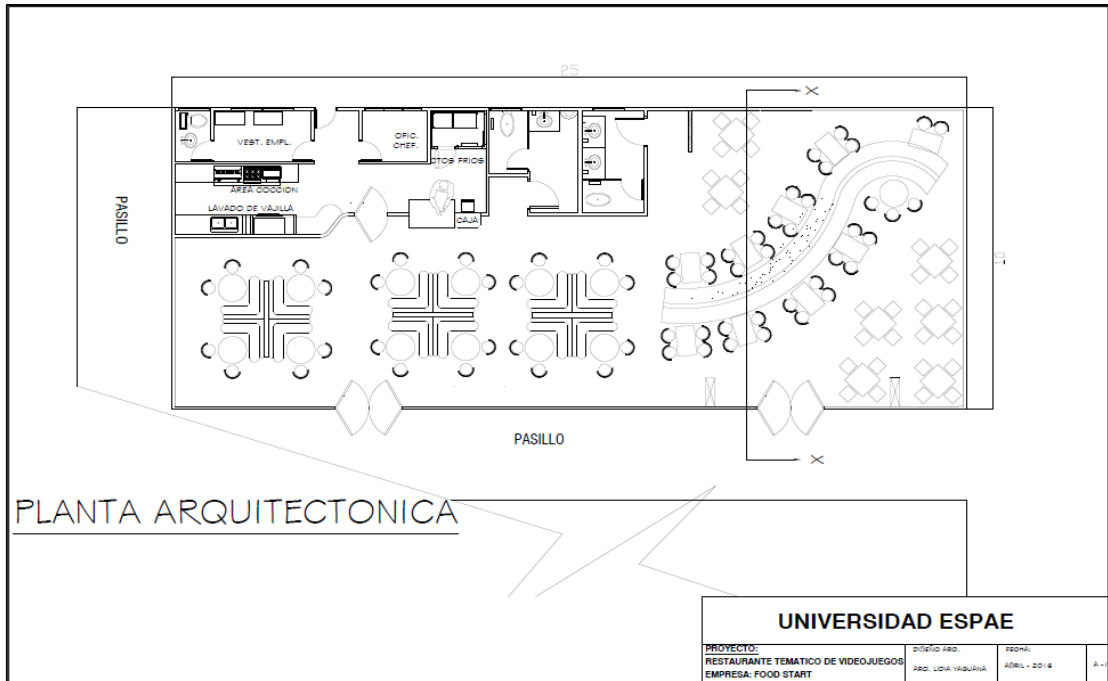 25
X
VEST. EMPL.
OFIC.
CHEF.
CTOS FRIOS
AREA COCCION
LAVADO DE VAJILLA
CAJA
PASILLO
10
PASILLO
X
PLANTA ARQUITECTONICA
UNIVERSIDAD ESPAE
PROYECTO:
RESTAURANTE TEMATICO DE VIDEOJUEGOS
EMPRESA: FOOD START
DISEÑO ARQ.
ARQ. LIDIA YAGUANA
FECHA:
ABRIL - 2016